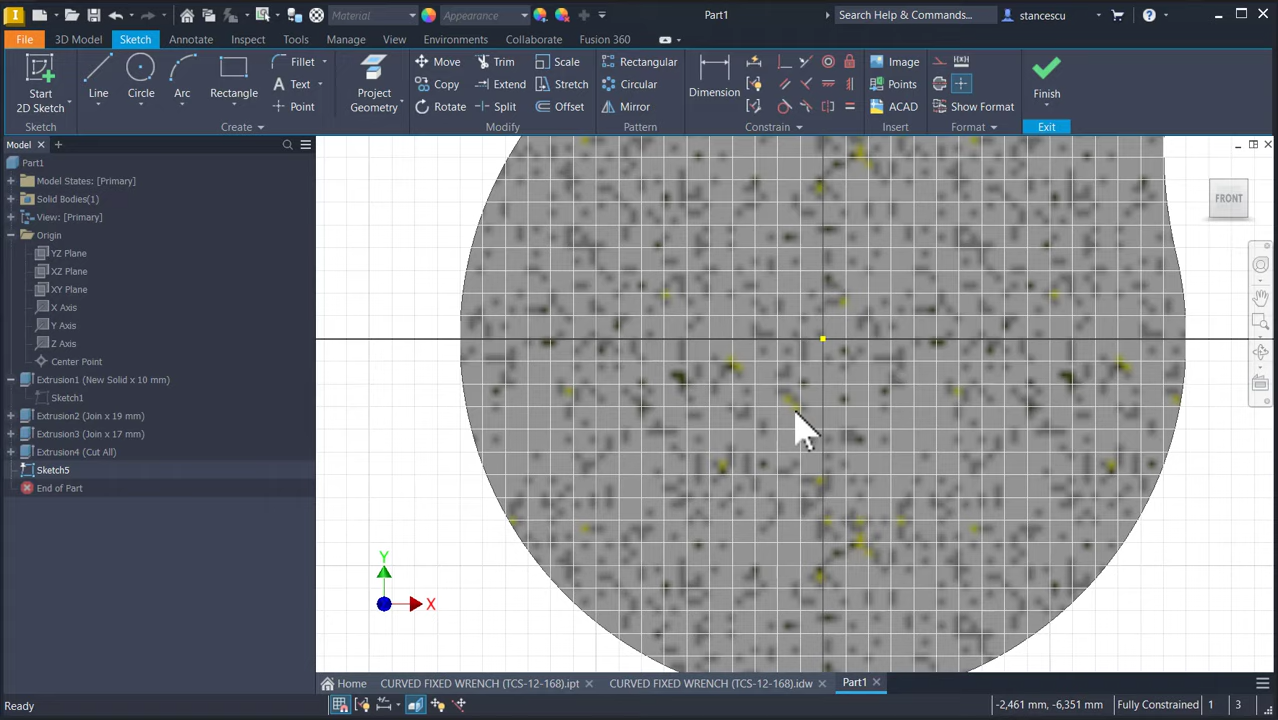 Material
Appearance
Part1
Search Help & Commands...
stancescu
File
3D Model
Sketch
Annotate
Inspect
Tools
Manage
View
Environments
Collaborate
Fusion 360
Start
2D Sketch
Line
Circle
Arc
Rectangle
Fillet
Text
Point
Project
Geometry
Move
Copy
Rotate
Trim
Extend
Split
Scale
Stretch
Offset
Rectangular
Circular
Mirror
Dimension
Image
Points
ACAD
Show Format
Finish
Sketch
Create
Modify
Pattern
Constrain
Insert
Format
Exit
Model
Part1
Model States: [Primary]
Solid Bodies(1)
View: [Primary]
Origin
YZ Plane
XZ Plane
XY Plane
X Axis
Y Axis
Z Axis
Center Point
Extrusion1 (New Solid x 10 mm)
Sketch1
Extrusion2 (Join x 19 mm)
Extrusion3 (Join x 17 mm)
Extrusion4 (Cut All)
Sketch5
End of Part
FRONT
Y
X
Home
CURVED FIXED WRENCH (TCS-12-168).ipt
CURVED FIXED WRENCH (TCS-12-168).idw
Part1
Ready
-2,461 mm, -6,351 mm
Fully Constrained
1
3